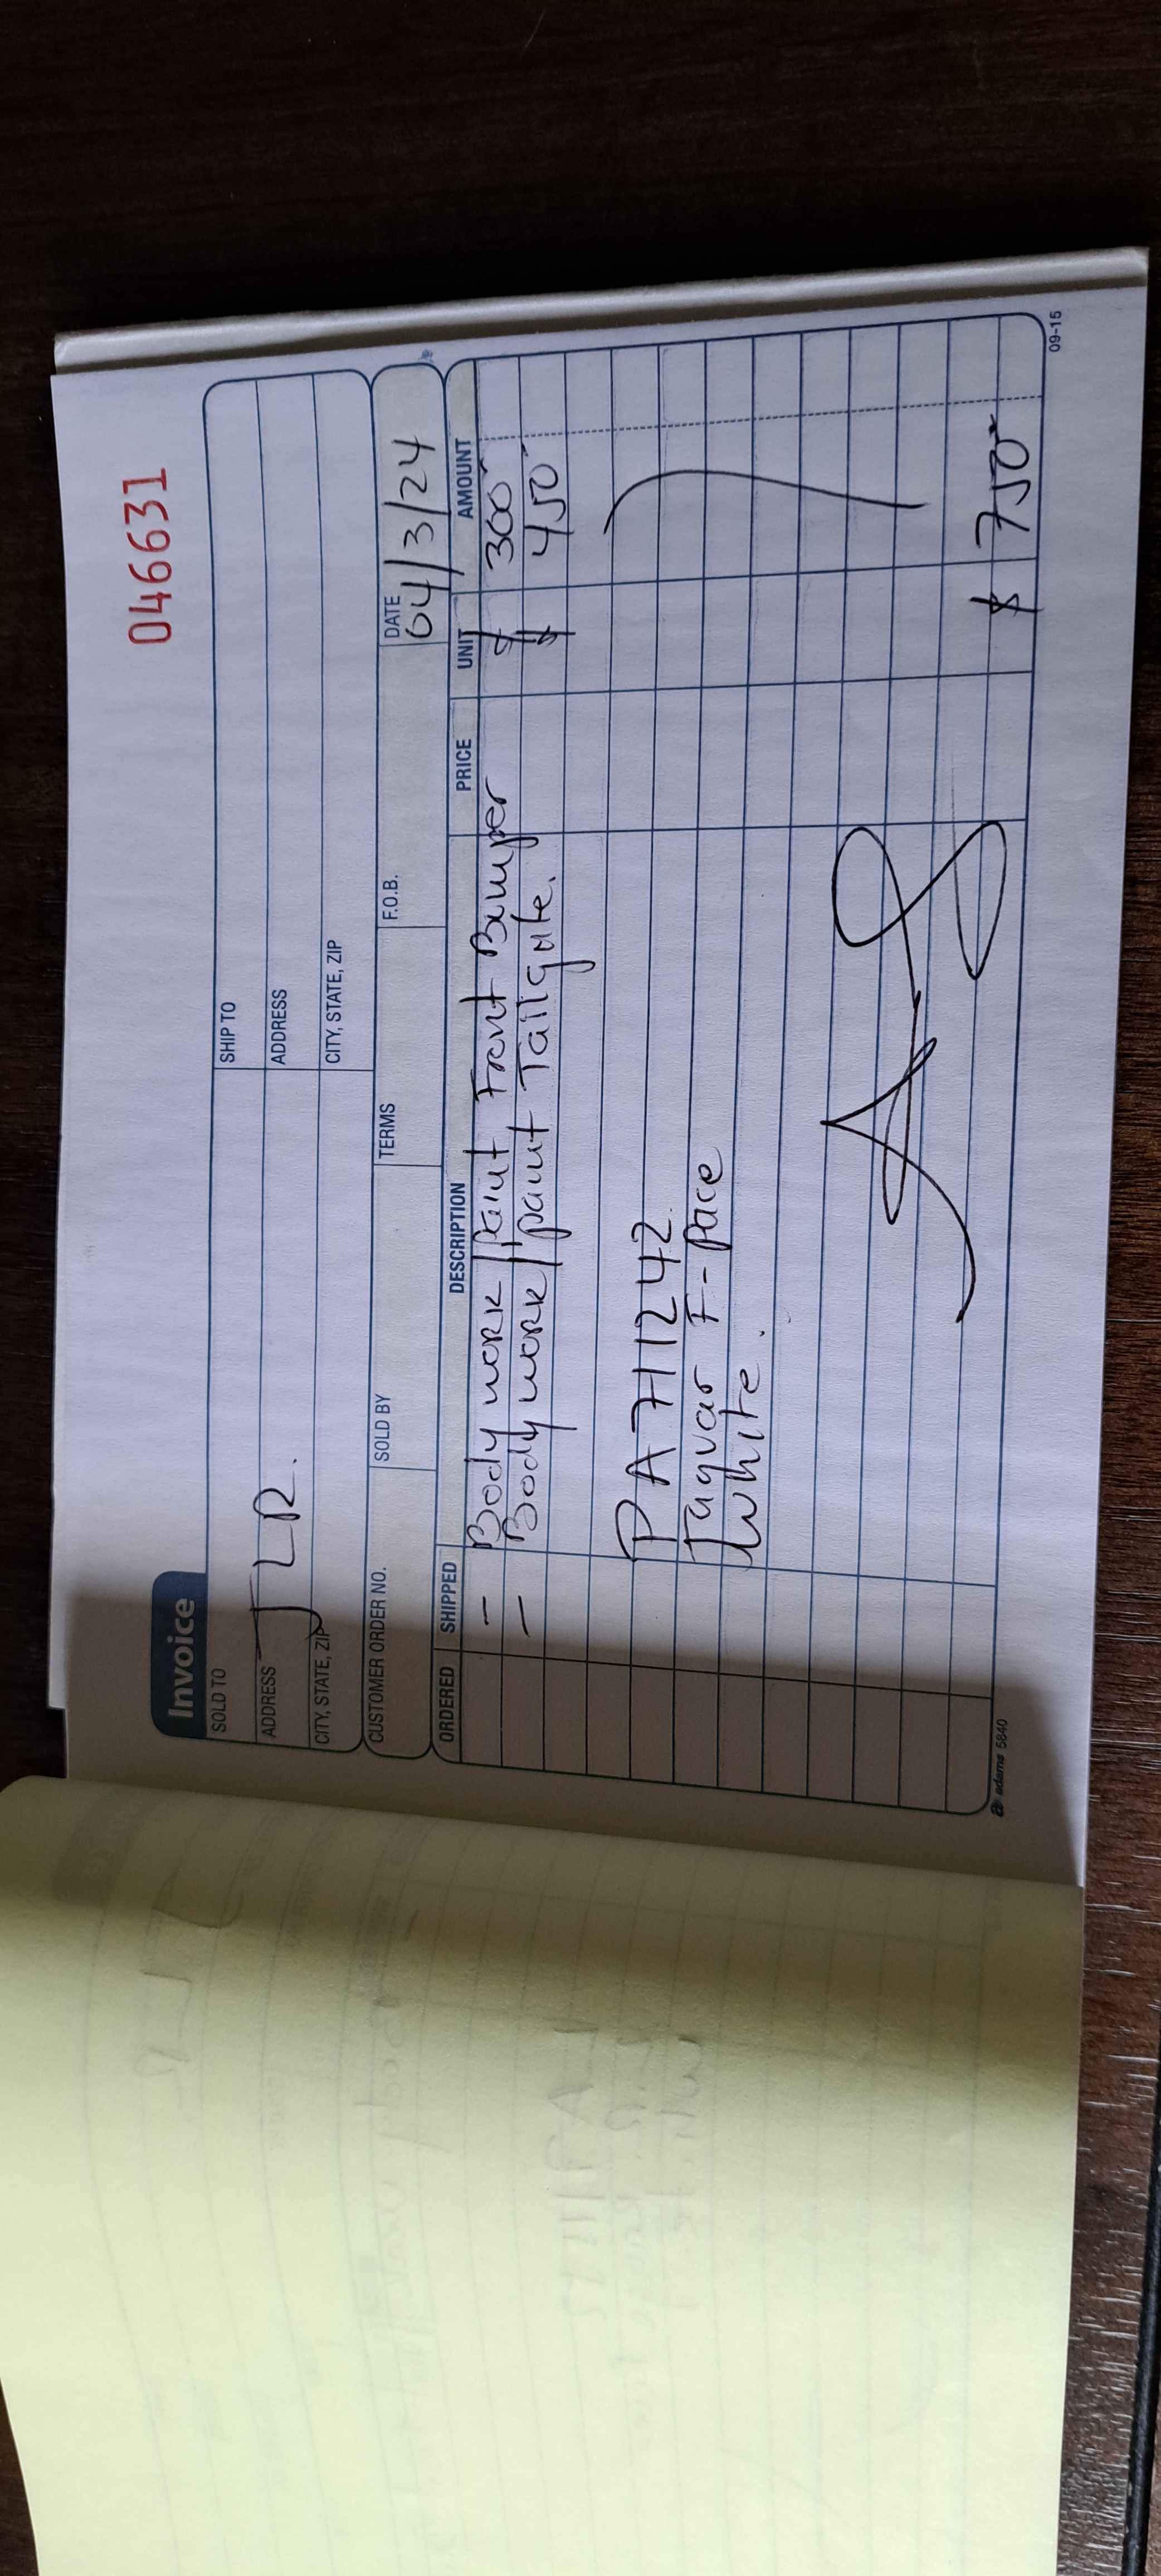 Invoice
046631
SOLD TO
SHIP TO
ADDRESS
JLR.
ADDRESS
CITY, STATE, ZIP
CITY, STATE, ZIP
CUSTOMER ORDER NO. SOLD BY TERMS F.O.B. DATE
04/3/24
ORDERED SHIPPED DESCRIPTION PRICE UNIT AMOUNT
- Body work/Paint Front Bumper $ 300
- Body work/paint Tailgate. $ 450
PA711242
Jaguar F-Pace
White.
$ 750
adams 5840
09-15